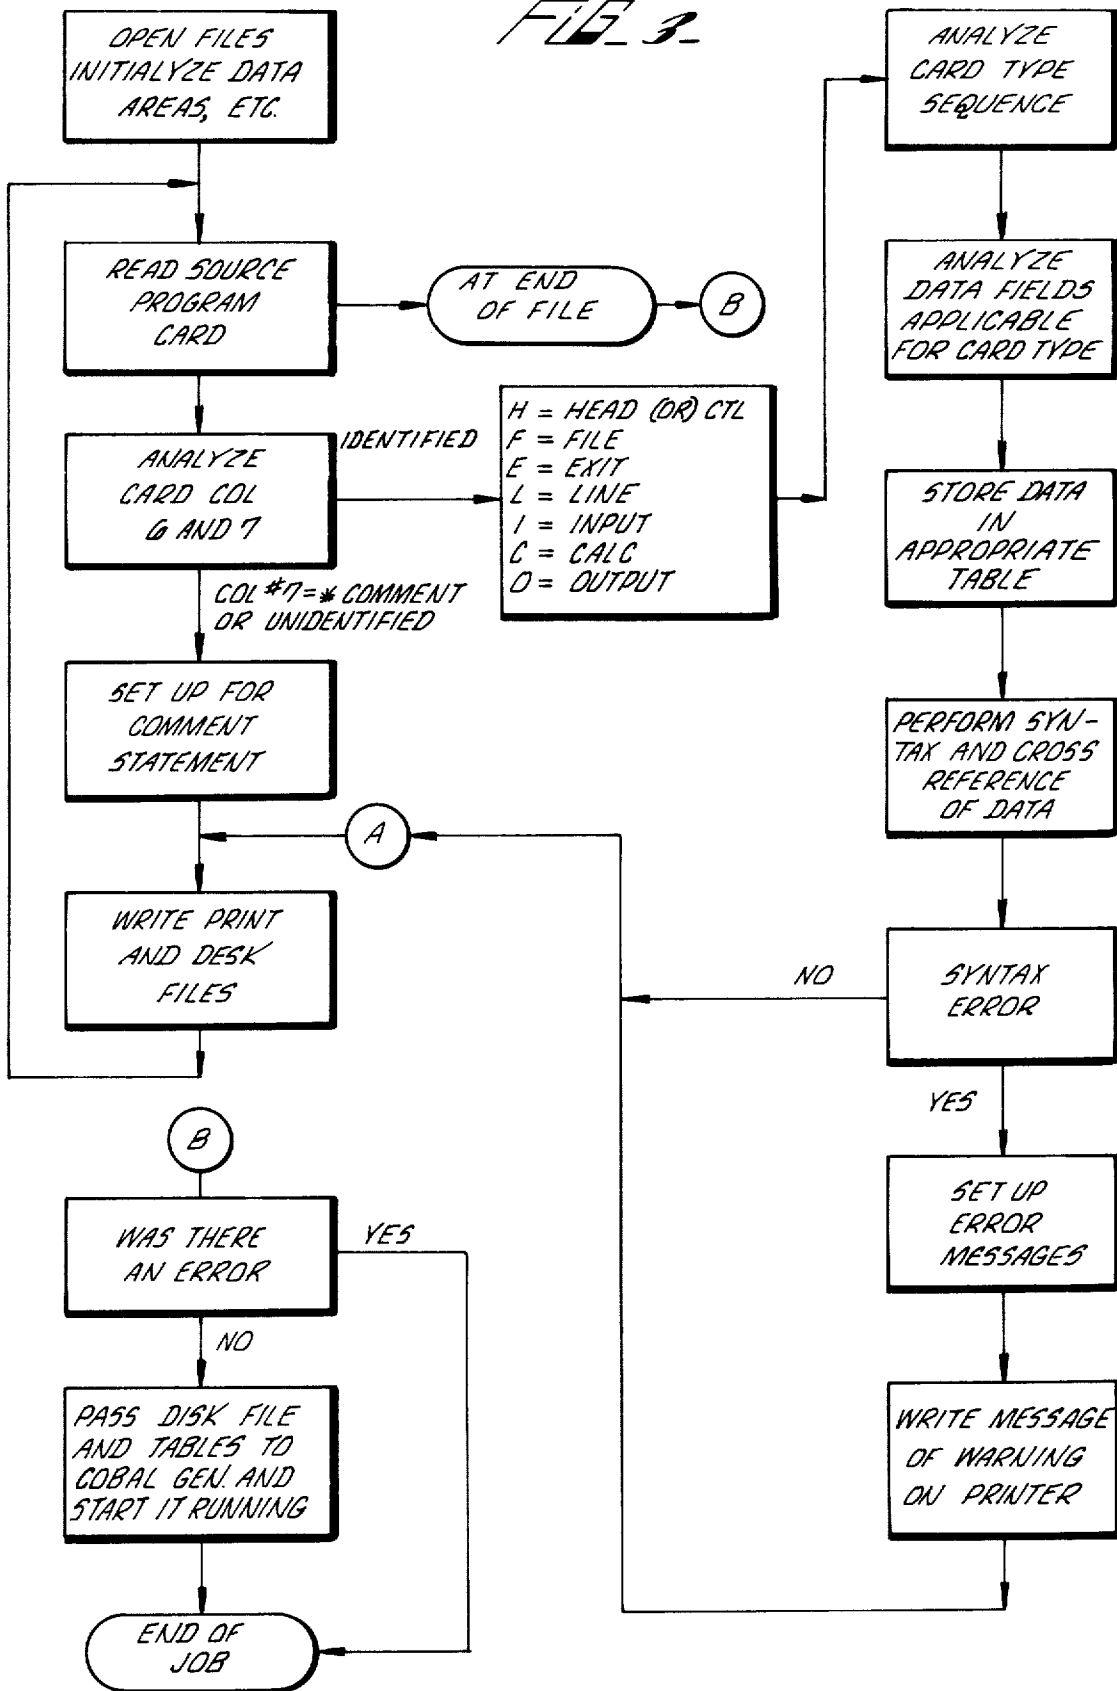 FIG_ 3_
OPEN FILES
INITIALYZE DATA
AREAS, ETC.
READ SOURCE
PROGRAM
CARD
AT END
OF FILE
B
ANALYZE
CARD COL
6 AND 7
IDENTIFIED
H = HEAD (OR) CTL
F = FILE
E = EXIT
L = LINE
I = INPUT
C = CALC
O = OUTPUT
COL #7 = * COMMENT
OR UNIDENTIFIED
SET UP FOR
COMMENT
STATEMENT
A
WRITE PRINT
AND DESK
FILES
B
WAS THERE
AN ERROR
YES
NO
PASS DISK FILE
AND TABLES TO
COBAL GEN. AND
START IT RUNNING
END OF
JOB
ANALYZE
CARD TYPE
SEQUENCE
ANALYZE
DATA FIELDS
APPLICABLE
FOR CARD TYPE
STORE DATA
IN
APPROPRIATE
TABLE
PERFORM SYN-
TAX AND CROSS
REFERENCE
OF DATA
SYNTAX
ERROR
NO
YES
SET UP
ERROR
MESSAGES
WRITE MESSAGE
OF WARNING
ON PRINTER